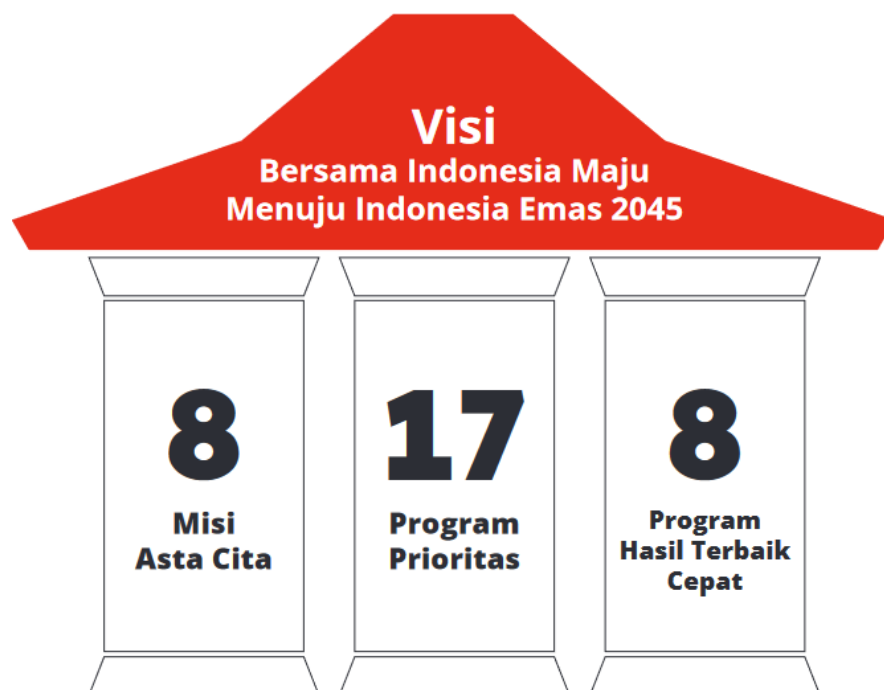 Visi
Bersama Indonesia Maju
Menuju Indonesia Emas 2045
8
Misi
Asta Cita
17
Program
Prioritas
8
Program
Hasil Terbaik
Cepat